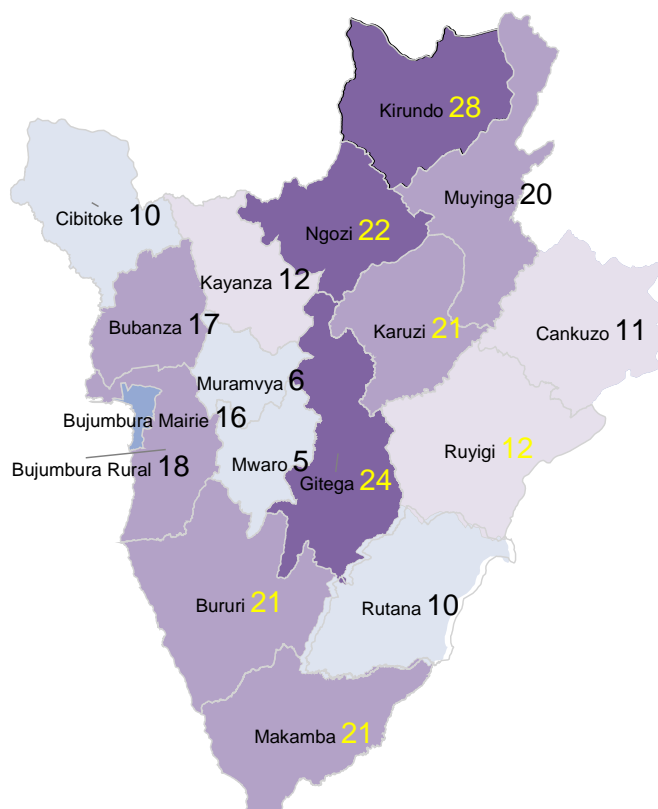 Kirundo 28
Muyinga 20
Cibitoke 10
Ngozi 22
Kayanza 12
Bubanza 17
Karuzi 21
Cankuzo 11
Muramvya 6
Bujumbura Mairie 16
Ruyigi 12
Bujumbura Rural 18
Mwaro 5
Gitega 24
Bururi 21
Rutana 10
Makamba 21